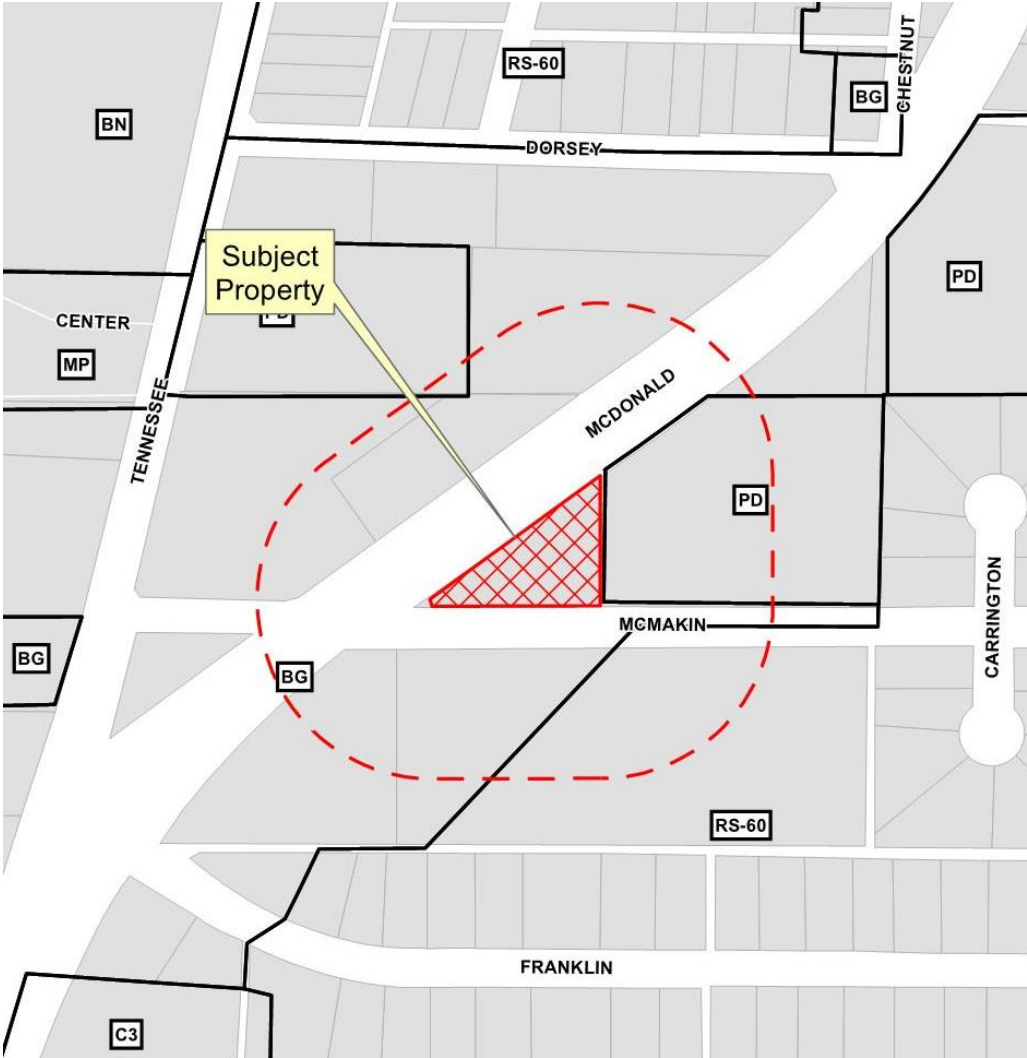 CHESTNUT
RS-60
BG
BN
DORSEY
Subject
Property
PD
CENTER
MP
TENNESSEE
MCDONALD
PD
CARRINGTON
MCMAKIN
BG
BG
RS-60
FRANKLIN
C3